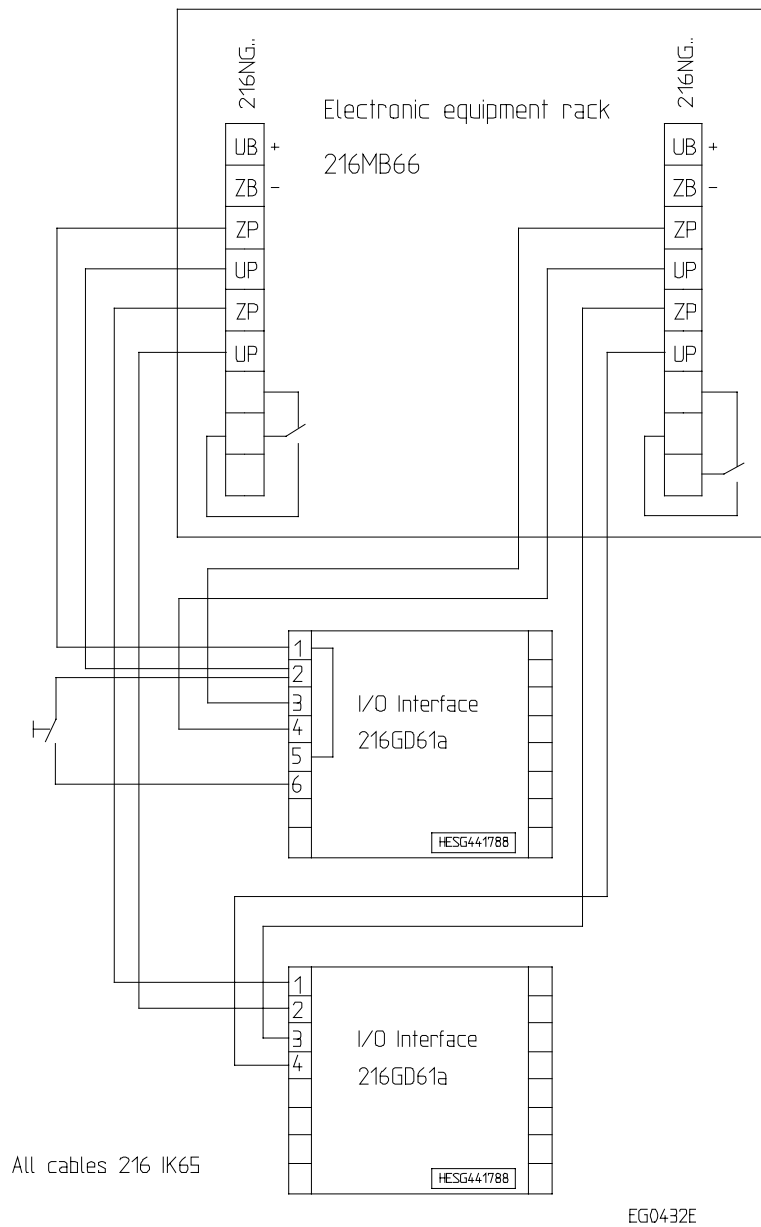 216NG..
216NG..
Electronic equipment rack
216MB66
UB +
ZB -
ZP
UP
ZP
UP
UB +
ZB -
ZP
UP
ZP
UP
1
2
3
4
5
6
I/O Interface
216GD61a
HESG441788
1
2
3
4
I/O Interface
216GD61a
HESG441788
All cables 216 IK65
EG0432E